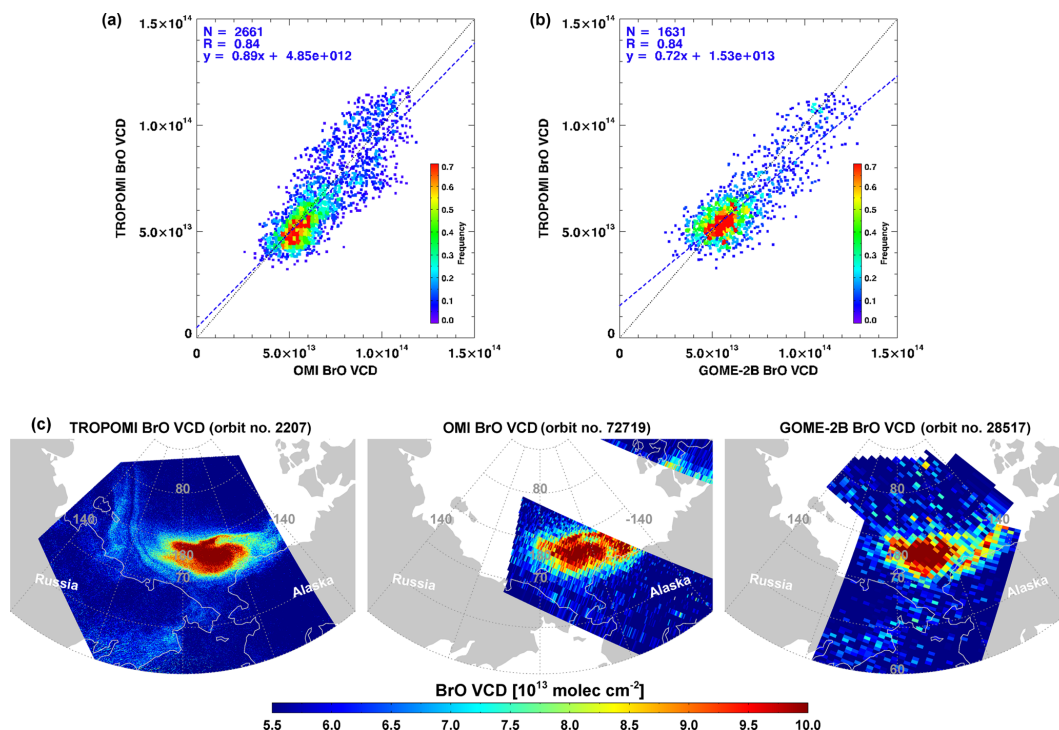 (a)
N = 2661
R = 0.84
y = 0.89x + 4.85e+012
1.5×10¹⁴
1.0×10¹⁴
5.0×10¹³
0
TROPOMI BrO VCD
0.7
0.6
0.5
0.4
0.3
0.2
0.1
0.0
Frequency
0
5.0×10¹³
1.0×10¹⁴
1.5×10¹⁴
OMI BrO VCD
(b)
N = 1631
R = 0.84
y = 0.72x + 1.53e+013
1.5×10¹⁴
1.0×10¹⁴
5.0×10¹³
0
TROPOMI BrO VCD
0.7
0.6
0.5
0.4
0.3
0.2
0.1
0.0
Frequency
0
5.0×10¹³
1.0×10¹⁴
1.5×10¹⁴
GOME-2B BrO VCD
(c)
TROPOMI BrO VCD (orbit no. 2207)
80
140
-140
180
70
Russia
Alaska
OMI BrO VCD (orbit no. 72719)
80
140
-140
70
Russia
Alaska
GOME-2B BrO VCD (orbit no. 28517)
80
140
140
180
70
60
Russia
Alaska
BrO VCD [10¹³ molec cm⁻²]
5.5 6.0 6.5 7.0 7.5 8.0 8.5 9.0 9.5 10.0